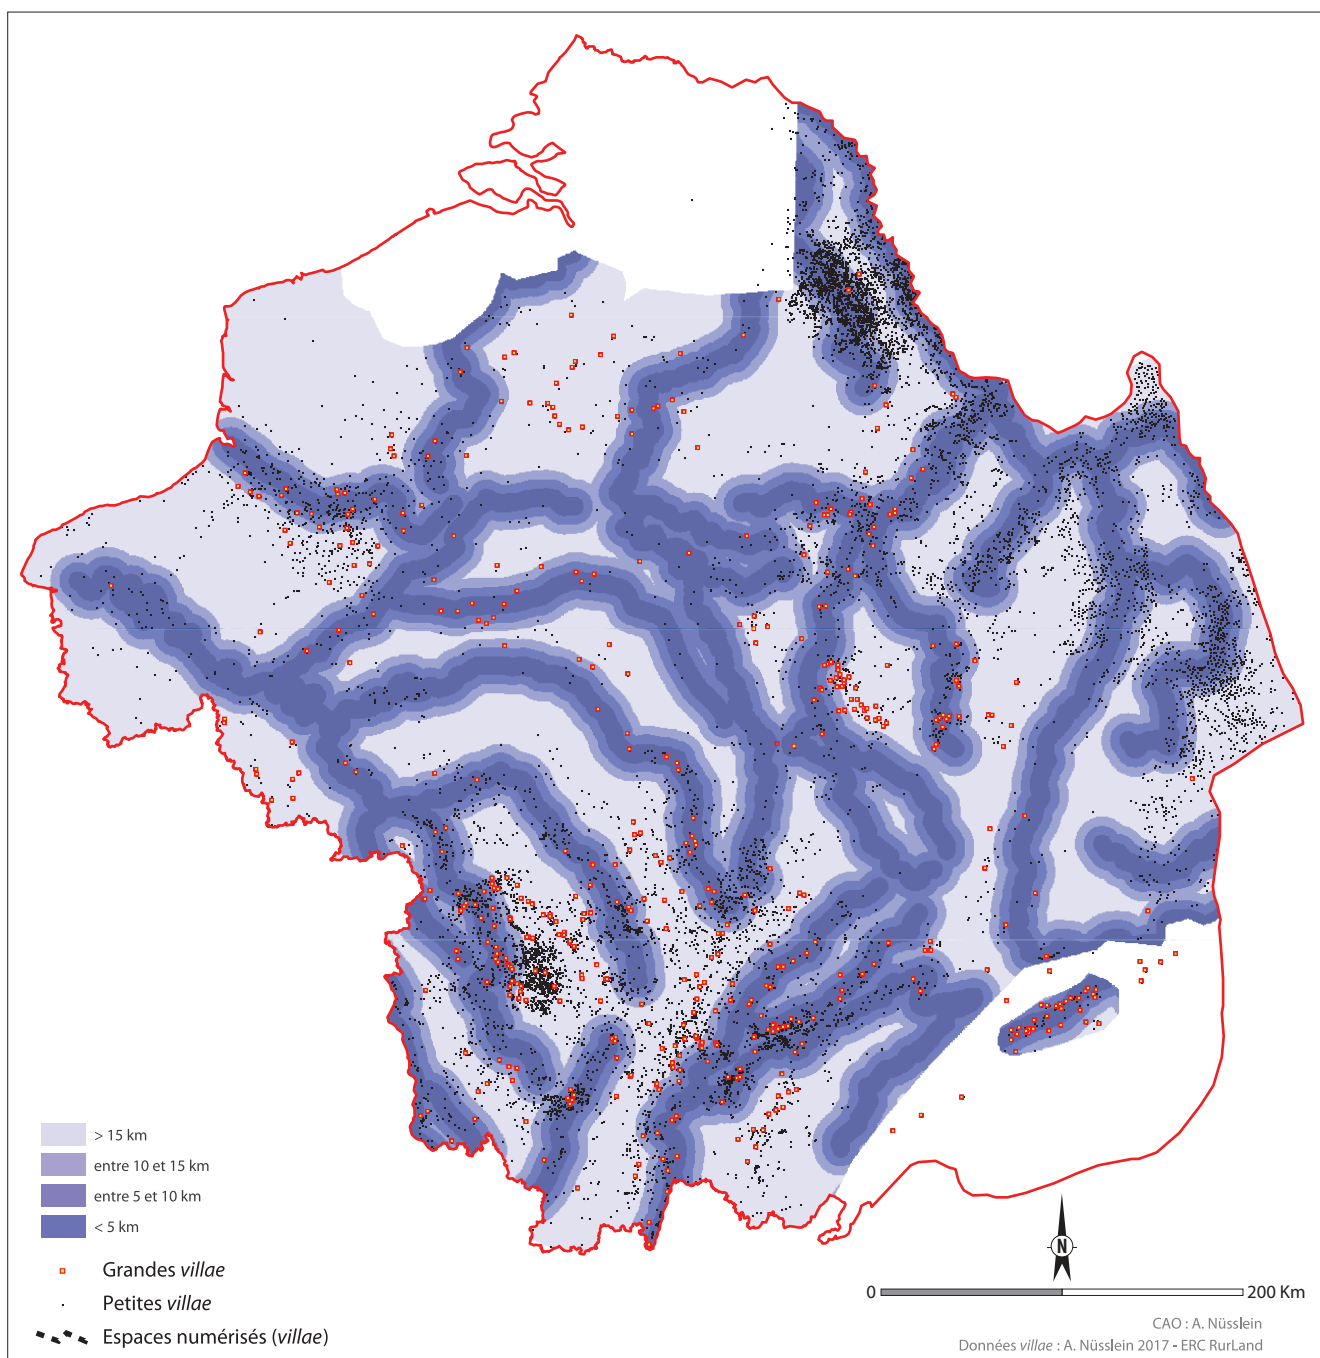 > 15 km
entre 10 et 15 km
entre 5 et 10 km
< 5 km
Grandes villae
Petites villae
Espaces numérisés (villae)
N
0 200 Km
CAO : A. Nüsslein
Données villae : A. Nüsslein 2017 - ERC RurLand